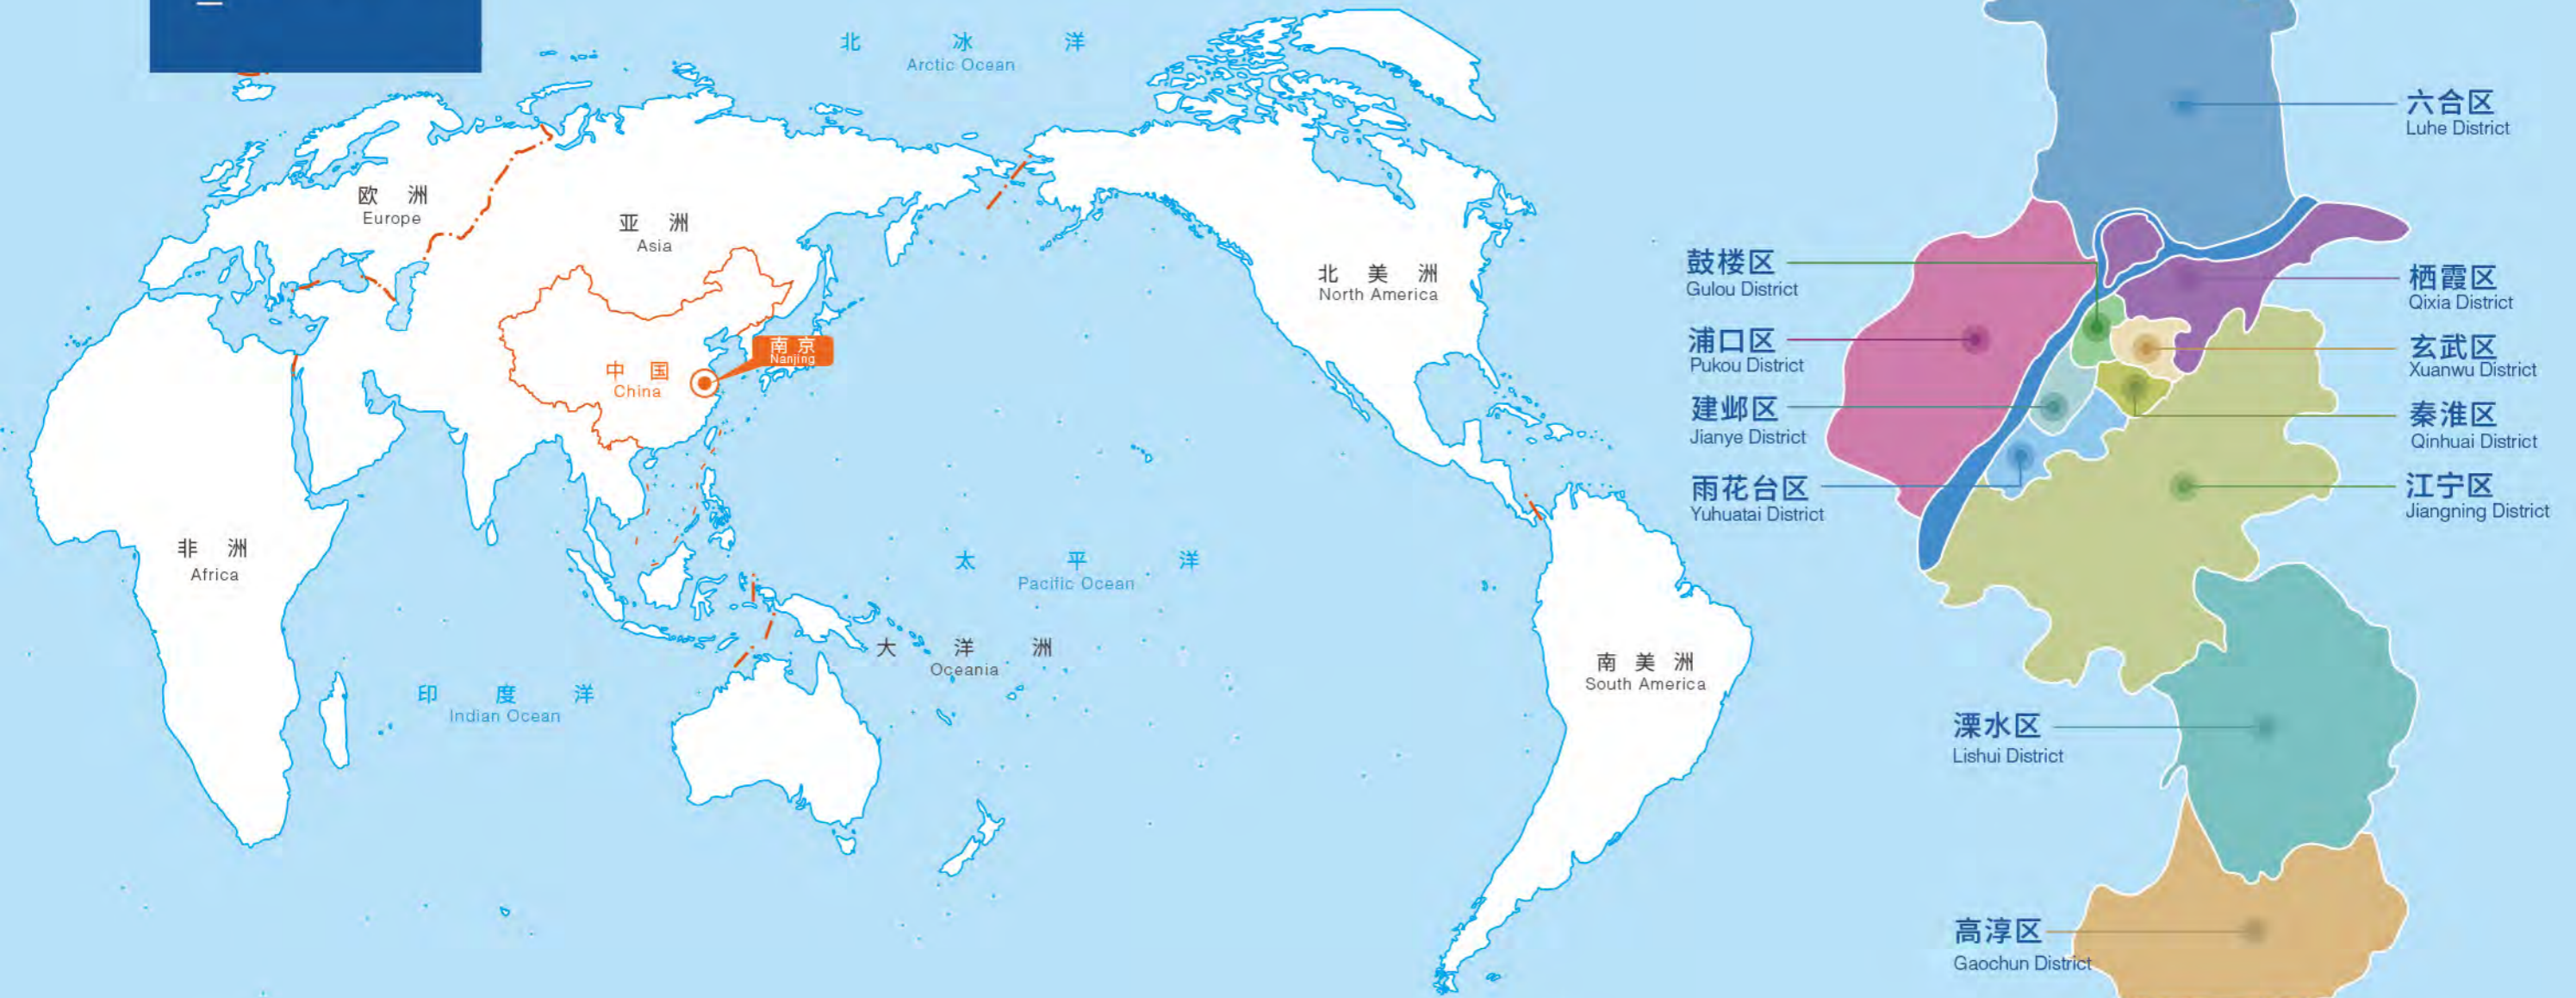 北 冰 洋
Arctic Ocean
欧 洲
Europe
亚 洲
Asia
北 美 洲
North America
南 京
Nanjing
中 国
China
非 洲
Africa
太 平 洋
Pacific Ocean
大 洋 洲
Oceania
南 美 洲
South America
印 度 洋
Indian Ocean
六合区
Luhe District
鼓楼区
Gulou District
栖霞区
Qixia District
浦口区
Pukou District
玄武区
Xuanwu District
建邺区
Jianye District
秦淮区
Qinhuai District
雨花台区
Yuhuatai District
江宁区
Jiangning District
溧水区
Lishui District
高淳区
Gaochun District